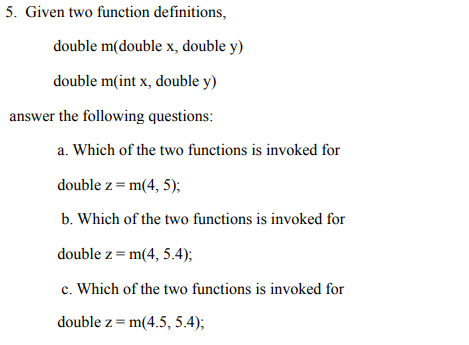 5. Given two function definitions,
double m(double x, double y)
double m(int x, double y)
answer the following questions:
a. Which of the two functions is invoked for
double z = m(4, 5);
b. Which of the two functions is invoked for
double z = m(4, 5.4);
c. Which of the two functions is invoked for
double z = m(4.5, 5.4);